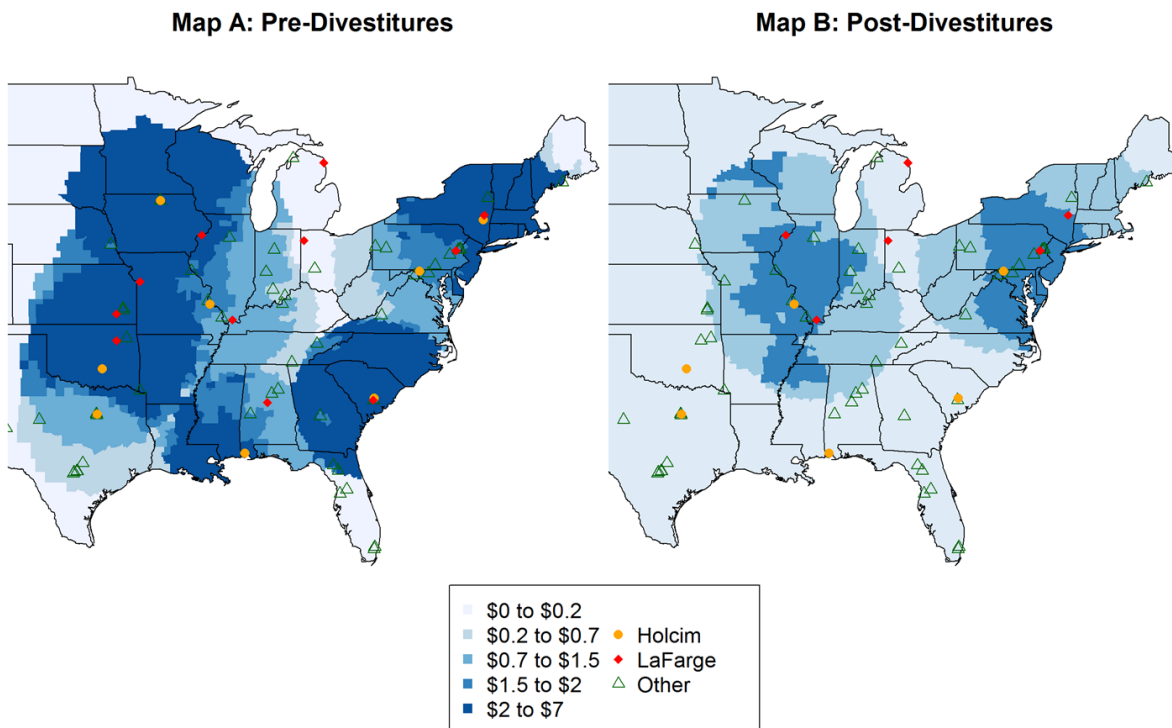 Map A: Pre-Divestitures
Map B: Post-Divestitures
$0 to $0.2
$0.2 to $0.7
$0.7 to $1.5
$1.5 to $2
$2 to $7
Holcim
LaFarge
Other